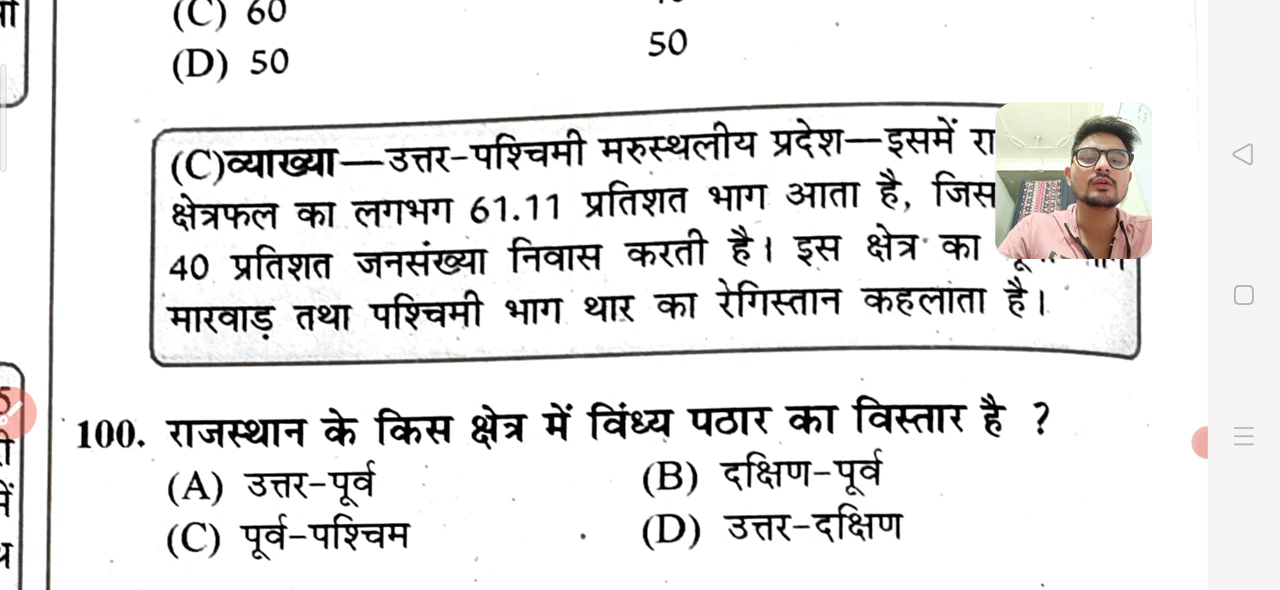 (C) 60
50
(D) 50
(C)व्याख्या—उत्तर-पश्चिमी मरुस्थलीय प्रदेश—इसमें रा
क्षेत्रफल का लगभग 61.11 प्रतिशत भाग आता है, जिस
40 प्रतिशत जनसंख्या निवास करती है। इस क्षेत्र का
मारवाड़ तथा पश्चिमी भाग थार का रेगिस्तान कहलाता है।
100. राजस्थान के किस क्षेत्र में विंध्य पठार का विस्तार है ?
(A) उत्तर-पूर्व (B) दक्षिण-पूर्व
(C) पूर्व-पश्चिम (D) उत्तर-दक्षिण